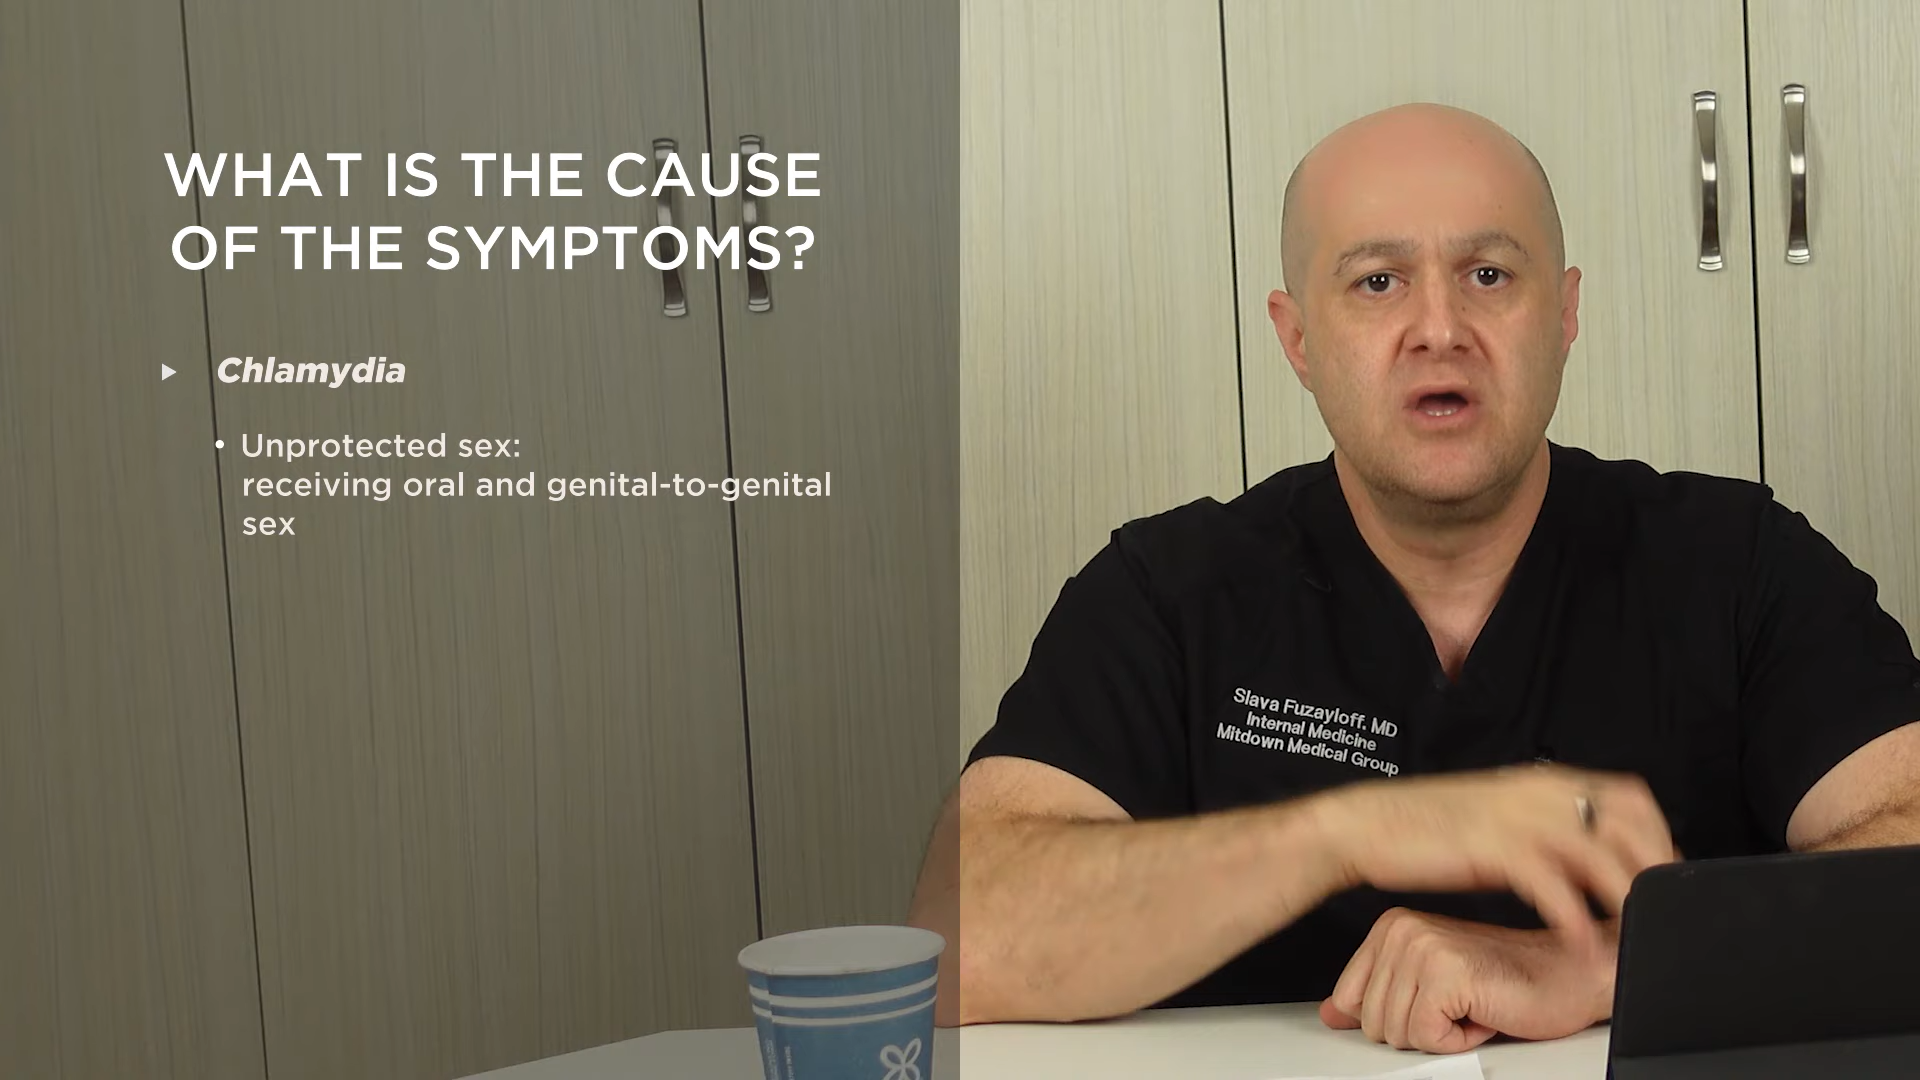 WHAT IS THE CAUSE
OF THE SYMPTOMS?
Chlamydia
• Unprotected sex:
receiving oral and genital-to-genital
sex
Slava Fuzayloff. MD
Internal Medicine
Mitdown Medical Group